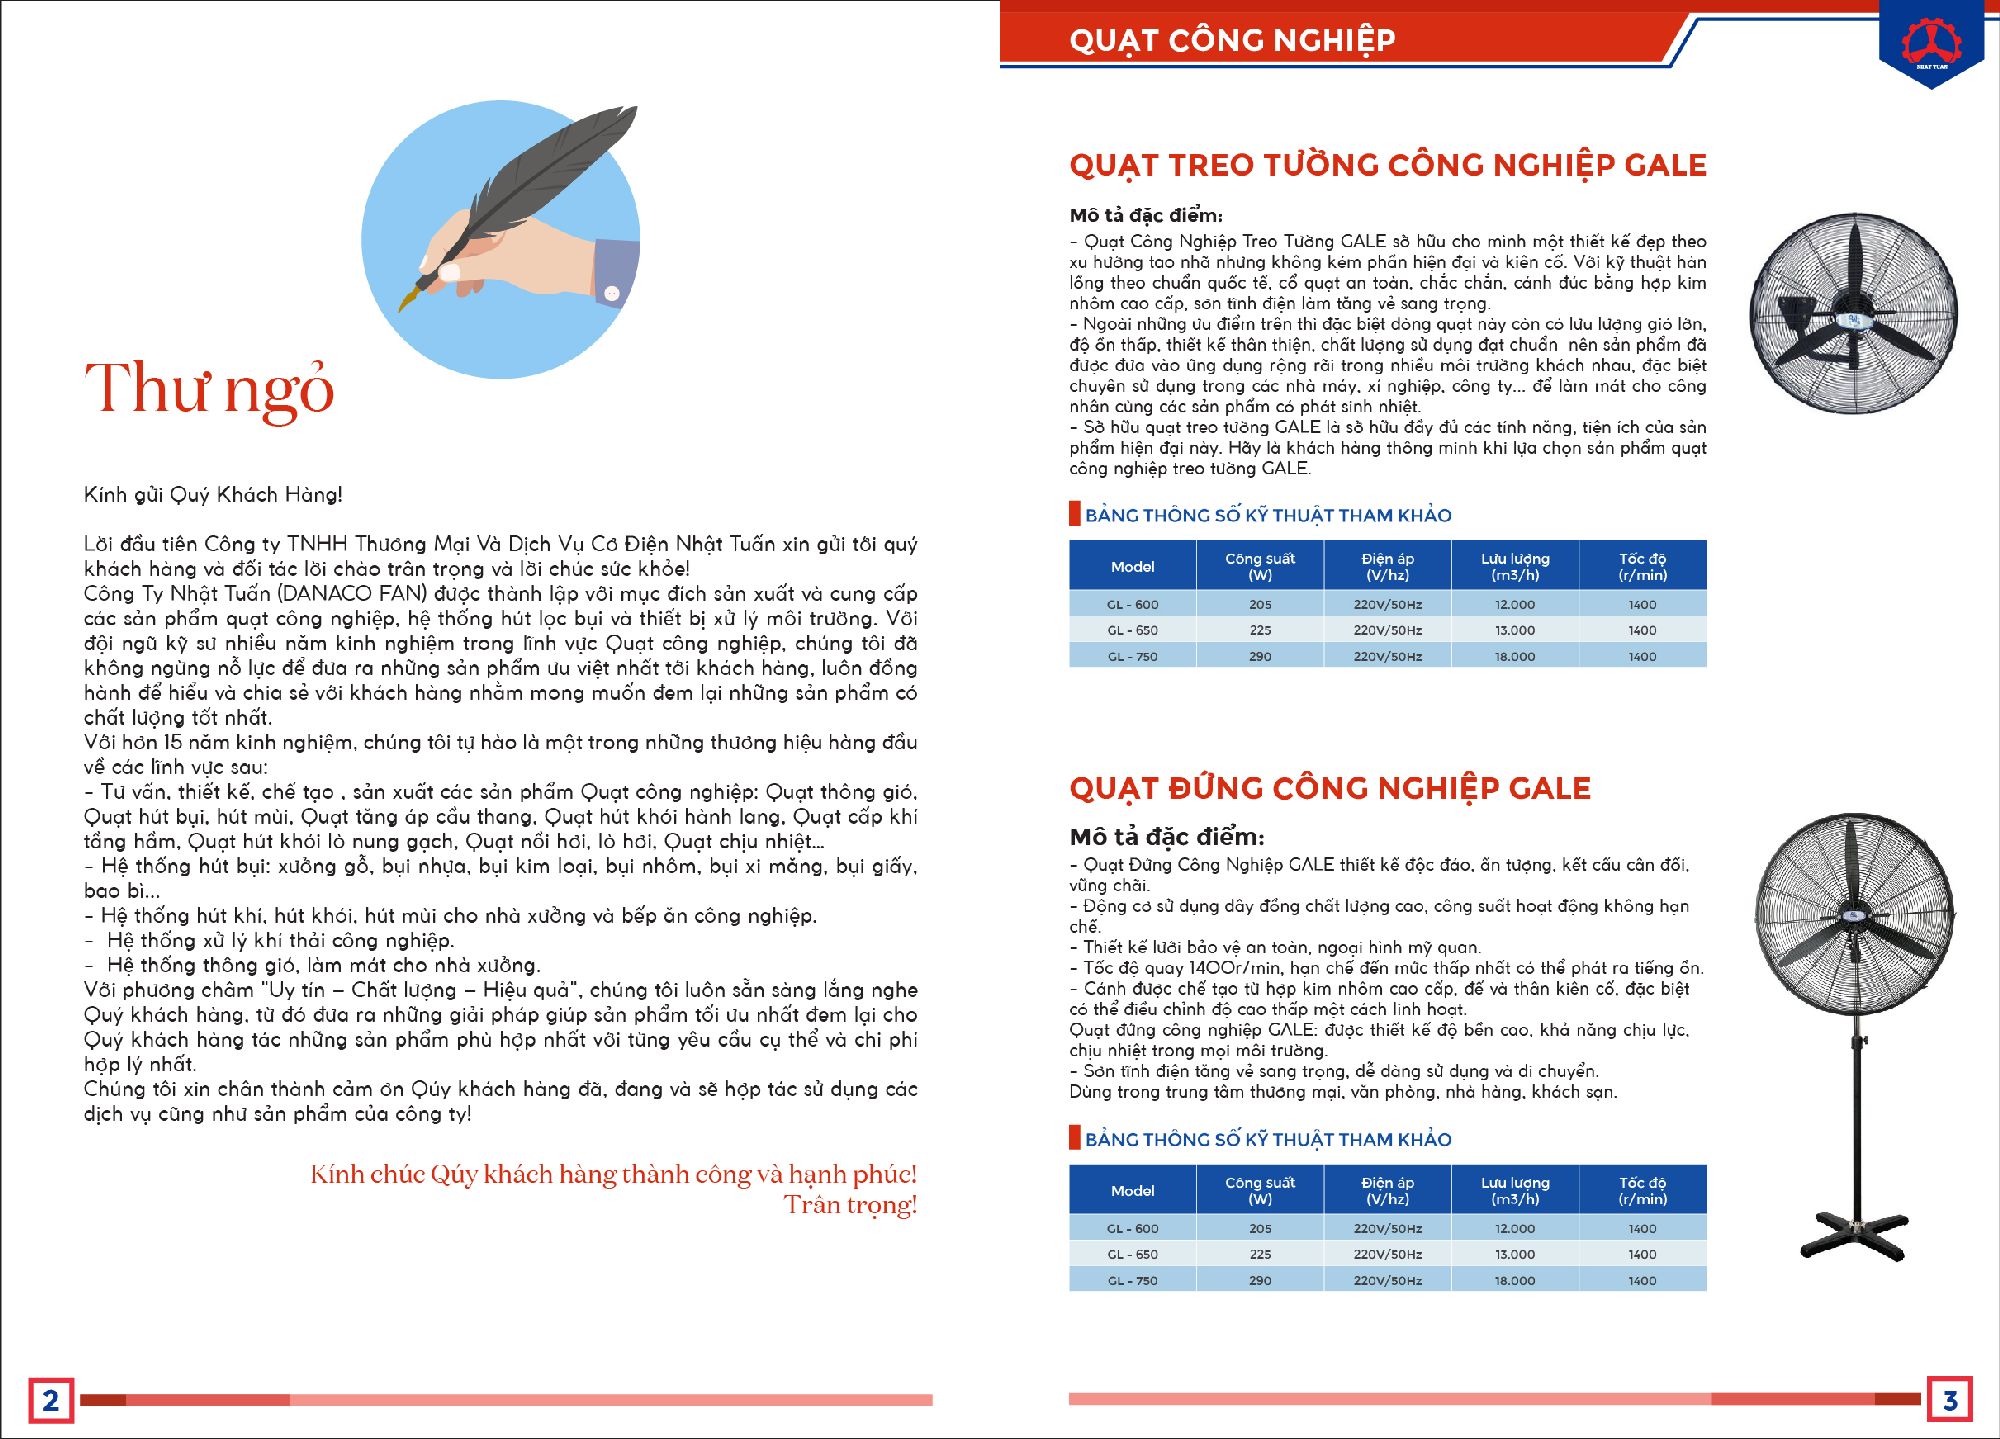 Thư ngỏ
Kính gửi Quý Khách Hàng!
Lời đầu tiên Công ty TNHH Thương Mại Và Dịch Vụ Cơ Điện Nhật Tuấn xin gửi tới quý
khách hàng và đối tác lời chào trân trọng và lời chúc sức khỏe!
Công Ty Nhật Tuấn (DANACO FAN) được thành lập với mục đích sản xuất và cung cấp
các sản phẩm quạt công nghiệp, hệ thống hút lọc bụi và thiết bị xử lý môi trường. Với
đội ngũ kỹ sư nhiều năm kinh nghiệm trong lĩnh vực Quạt công nghiệp, chúng tôi đã
không ngừng nỗ lực để đưa ra những sản phẩm ưu việt nhất tới khách hàng, luôn đồng
hành để hiểu và chia sẻ với khách hàng nhằm mong muốn đem lại những sản phẩm có
chất lượng tốt nhất.
Với hơn 15 năm kinh nghiệm, chúng tôi tự hào là một trong những thương hiệu hàng đầu
về các lĩnh vực sau:
- Tư vấn, thiết kế, chế tạo , sản xuất các sản phẩm Quạt công nghiệp: Quạt thông gió,
Quạt hút bụi, hút mùi, Quạt tăng áp cầu thang, Quạt hút khói hành lang, Quạt cấp khí
tầng hầm, Quạt hút khói lò nung gạch, Quạt nồi hơi, lò hơi, Quạt chịu nhiệt...
- Hệ thống hút bụi: xưởng gỗ, bụi nhựa, bụi kim loại, bụi nhôm, bụi xi măng, bụi giấy,
bao bì...
- Hệ thống hút khí, hút khói, hút mùi cho nhà xưởng và bếp ăn công nghiệp.
- Hệ thống xử lý khí thải công nghiệp.
- Hệ thống thông gió, làm mát cho nhà xưởng.
Với phương châm "Uy tín – Chất lượng – Hiệu quả", chúng tôi luôn sẵn sàng lắng nghe
Quý khách hàng, từ đó đưa ra những giải pháp giúp sản phẩm tối ưu nhất đem lại cho
Quý khách hàng tác những sản phẩm phù hợp nhất với từng yêu cầu cụ thể và chi phí
hợp lý nhất.
Chúng tôi xin chân thành cảm ơn Qúy khách hàng đã, đang và sẽ hợp tác sử dụng các
dịch vụ cũng như sản phẩm của công ty!
Kính chúc Qúy khách hàng thành công và hạnh phúc!
Trân trọng!
2
QUẠT CÔNG NGHIỆP
NHẬT TUẤN
QUẠT TREO TƯỜNG CÔNG NGHIỆP GALE
Mô tả đặc điểm:
- Quạt Công Nghiệp Treo Tường GALE sở hữu cho mình một thiết kế đẹp theo
xu hướng tao nhã nhưng không kém phần hiện đại và kiên cố. Với kỹ thuật hàn
lồng theo chuẩn quốc tế, cổ quạt an toàn, chắc chắn, cánh đúc bằng hợp kim
nhôm cao cấp, sơn tĩnh điện làm tăng vẻ sang trọng.
- Ngoài những ưu điểm trên thì đặc biệt dòng quạt này còn có lưu lượng gió lớn,
độ ồn thấp, thiết kế thân thiện, chất lượng sử dụng đạt chuẩn nên sản phẩm đã
được đưa vào ứng dụng rộng rãi trong nhiều môi trường khách nhau, đặc biệt
chuyên sử dụng trong các nhà máy, xí nghiệp, công ty... để làm mát cho công
nhân cùng các sản phẩm có phát sinh nhiệt.
- Sở hữu quạt treo tường GALE là sở hữu đầy đủ các tính năng, tiện ích của sản
phẩm hiện đại này. Hãy là khách hàng thông minh khi lựa chọn sản phẩm quạt
công nghiệp treo tường GALE.
BẢNG THÔNG SỐ KỸ THUẬT THAM KHẢO
Model Công suất (W) Điện áp (V/hz) Lưu lượng (m3/h) Tốc độ (r/min)
GL - 600 205 220V/50Hz 12.000 1400
GL - 650 225 220V/50Hz 13.000 1400
GL - 750 290 220V/50Hz 18.000 1400
QUẠT ĐỨNG CÔNG NGHIỆP GALE
Mô tả đặc điểm:
- Quạt Đứng Công Nghiệp GALE thiết kế độc đáo, ấn tượng, kết cấu cân đối,
vững chãi.
- Động cơ sử dụng dây đồng chất lượng cao, công suất hoạt động không hạn
chế.
- Thiết kế lưới bảo vệ an toàn, ngoại hình mỹ quan.
- Tốc độ quay 1400r/min, hạn chế đến mức thấp nhất có thể phát ra tiếng ồn.
- Cánh được chế tạo từ hợp kim nhôm cao cấp, đế và thân kiên cố, đặc biệt
có thể điều chỉnh độ cao thấp một cách linh hoạt.
Quạt đứng công nghiệp GALE: được thiết kế độ bền cao, khả năng chịu lực,
chịu nhiệt trong mọi môi trường.
- Sơn tĩnh điện tăng vẻ sang trọng, dễ dàng sử dụng và di chuyển.
Dùng trong trung tâm thương mại, văn phòng, nhà hàng, khách sạn.
BẢNG THÔNG SỐ KỸ THUẬT THAM KHẢO
Model Công suất (W) Điện áp (V/hz) Lưu lượng (m3/h) Tốc độ (r/min)
GL - 600 205 220V/50Hz 12.000 1400
GL - 650 225 220V/50Hz 13.000 1400
GL - 750 290 220V/50Hz 18.000 1400
3